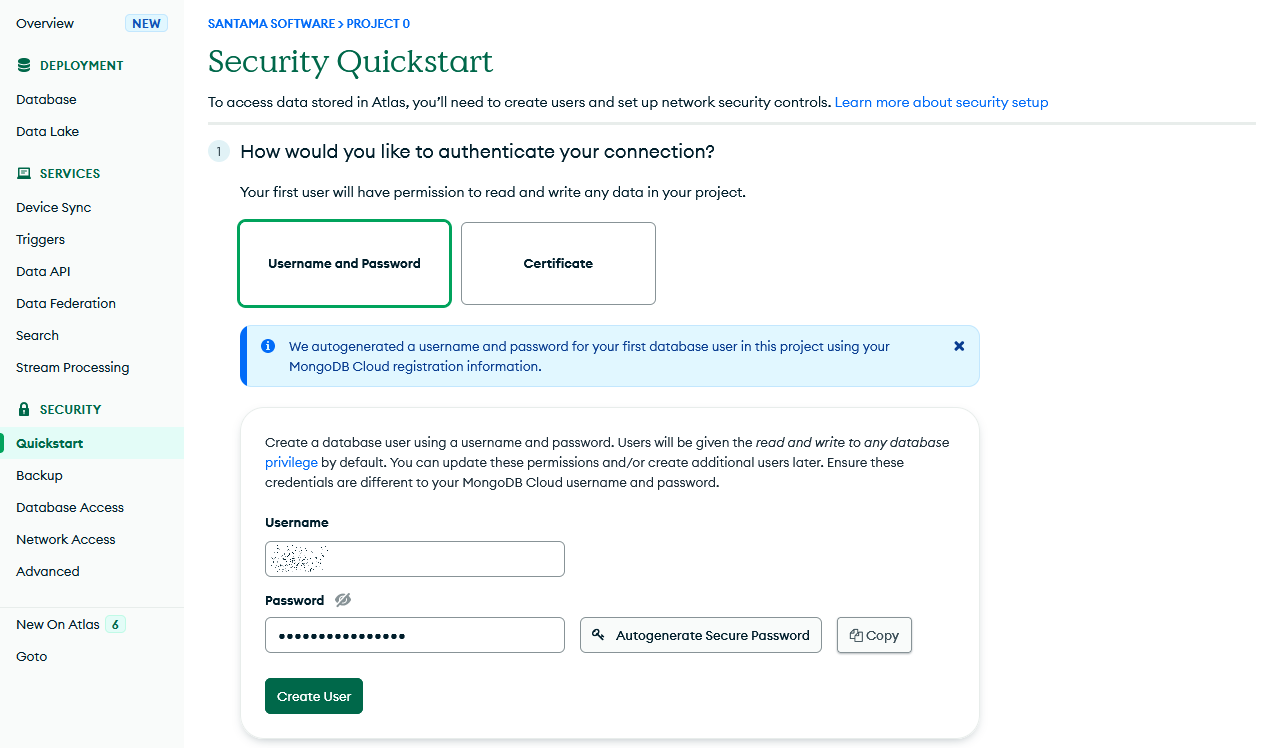 Overview NEW
DEPLOYMENT
Database
Data Lake
SERVICES
Device Sync
Triggers
Data API
Data Federation
Search
Stream Processing
SECURITY
Quickstart
Backup
Database Access
Network Access
Advanced
New On Atlas 6
Goto
SANTAMA SOFTWARE > PROJECT 0
Security Quickstart
To access data stored in Atlas, you’ll need to create users and set up network security controls. Learn more about security setup
1 How would you like to authenticate your connection?
Your first user will have permission to read and write any data in your project.
Username and Password Certificate
We autogenerated a username and password for your first database user in this project using your
MongoDB Cloud registration information.
Create a database user using a username and password. Users will be given the read and write to any database
privilege by default. You can update these permissions and/or create additional users later. Ensure these
credentials are different to your MongoDB Cloud username and password.
Username
Password
•••••••••••••••• Autogenerate Secure Password Copy
Create User